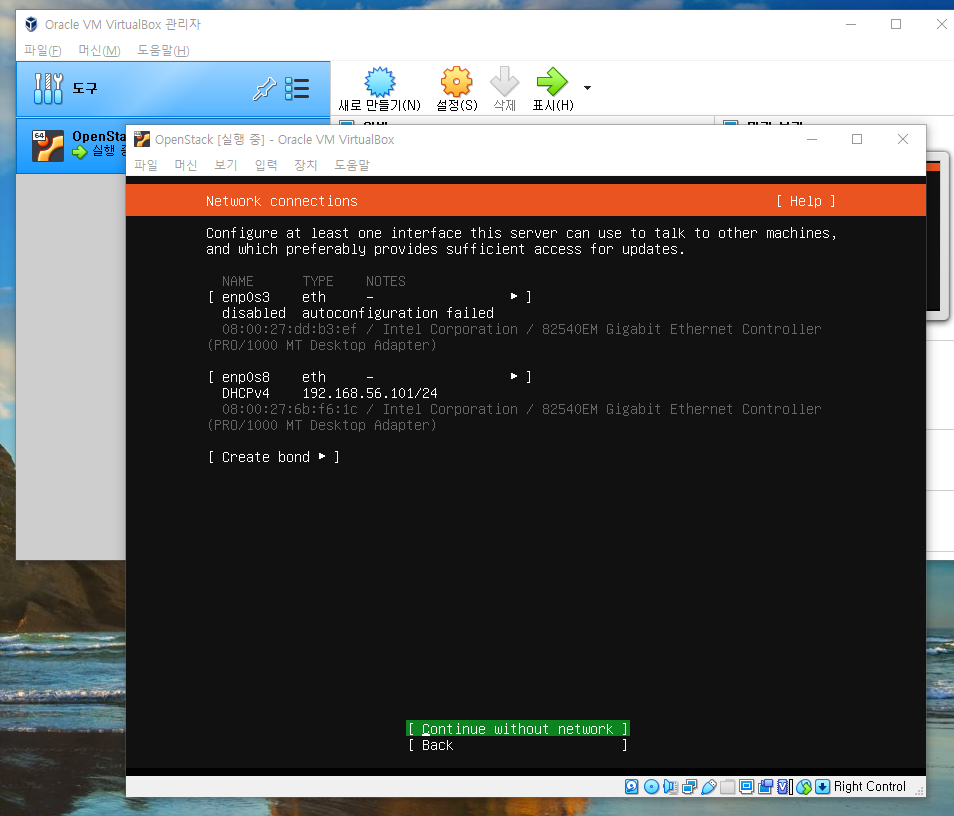 Oracle VM VirtualBox 관리자
파일(F) 머신(M) 도움말(H)
도구
새로 만들기(N) 설정(S) 삭제 표시(H)
64
OpenStack [실행 중] - Oracle VM VirtualBox
파일 머신 보기 입력 장치 도움말
Network connections [ Help ]
Configure at least one interface this server can use to talk to other machines,
and which preferably provides sufficient access for updates.
NAME TYPE NOTES
[ enp0s3 eth – ▸ ]
disabled autoconfiguration failed
08:00:27:dd:b3:ef / Intel Corporation / 82540EM Gigabit Ethernet Controller
(PRO/1000 MT Desktop Adapter)
[ enp0s8 eth – ▸ ]
DHCPv4 192.168.56.101/24
08:00:27:6b:f6:1c / Intel Corporation / 82540EM Gigabit Ethernet Controller
(PRO/1000 MT Desktop Adapter)
[ Create bond ▸ ]
[ Continue without network ]
[ Back ]
Right Control